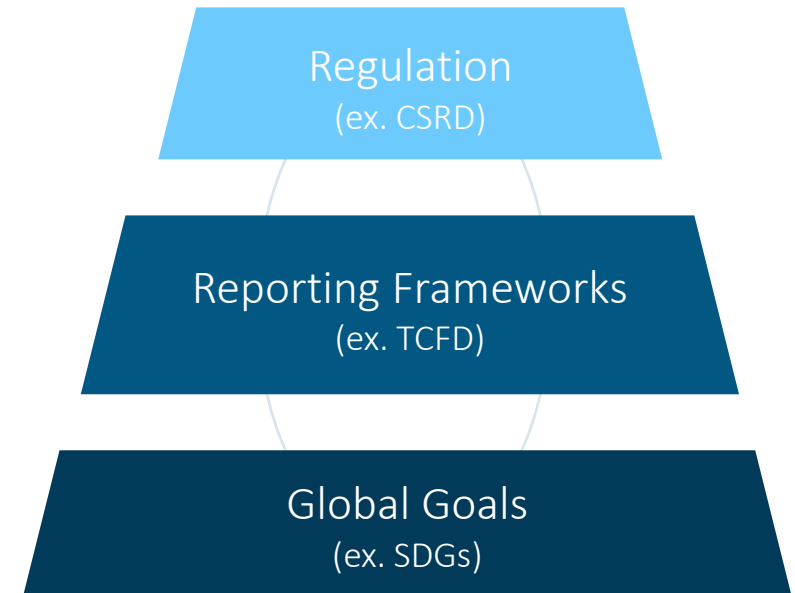 Regulation
(ex. CSRD)
Reporting Frameworks
(ex. TCFD)
Global Goals
(ex. SDGs)